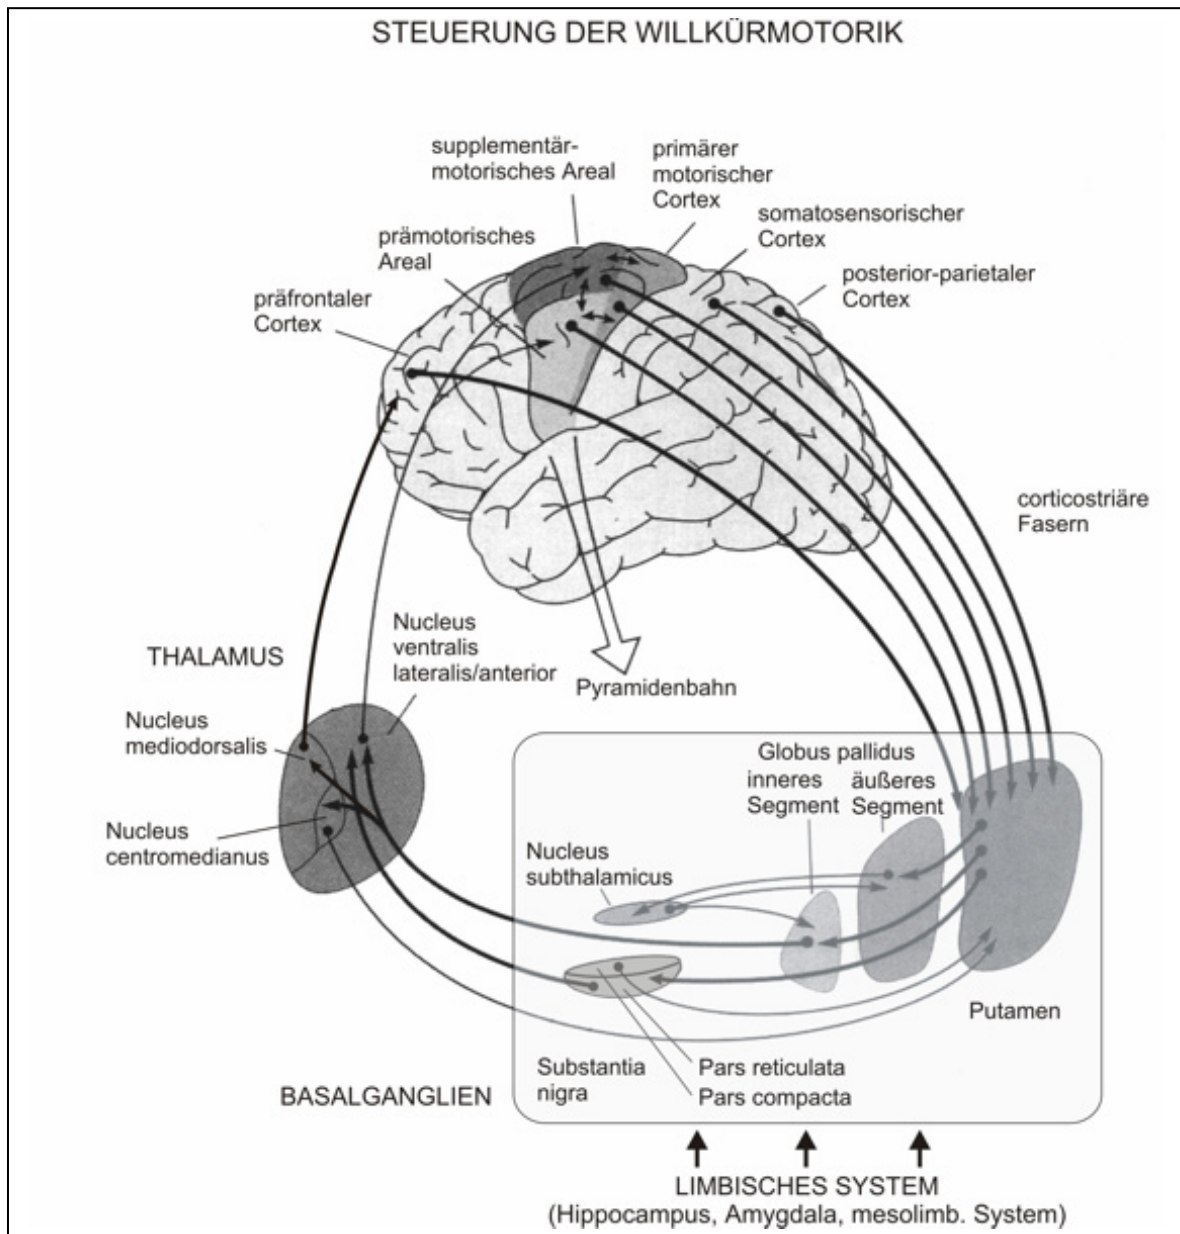 STEUERUNG DER WILLKÜRMOTORIK
supplementär-
motorisches Areal
primärer
motorischer
Cortex
prämotorisches
Areal
somatosensorischer
Cortex
präfrontaler
Cortex
posterior-parietaler
Cortex
corticostriäre
Fasern
THALAMUS
Nucleus
ventralis
lateralis/anterior
Pyramidenbahn
Nucleus
mediodorsalis
Nucleus
centromedianus
Globus pallidus
inneres
Segment
äußeres
Segment
Nucleus
subthalamicus
Putamen
Substantia
nigra
Pars reticulata
Pars compacta
BASALGANGLIEN
LIMBISCHES SYSTEM
(Hippocampus, Amygdala, mesolimb. System)